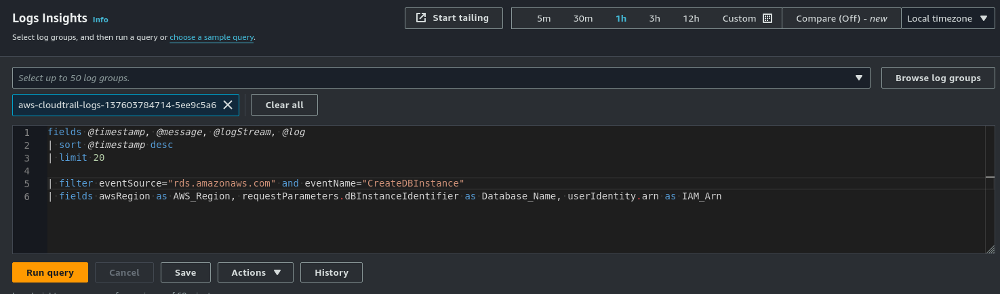 Logs Insights Info
Start tailing
5m 30m 1h 3h 12h Custom
Compare (Off) - new
Local timezone
Select log groups, and then run a query or choose a sample query.
Select up to 50 log groups.
Browse log groups
aws-cloudtrail-logs-137603784714-5ee9c5a6
Clear all
1 fields @timestamp, @message, @logStream, @log
2 | sort @timestamp desc
3 | limit 20
4
5 | filter eventSource="rds.amazonaws.com" and eventName="CreateDBInstance"
6 | fields awsRegion as AWS_Region, requestParameters.dBInstanceIdentifier as Database_Name, userIdentity.arn as IAM_Arn
Run query
Cancel
Save
Actions
History